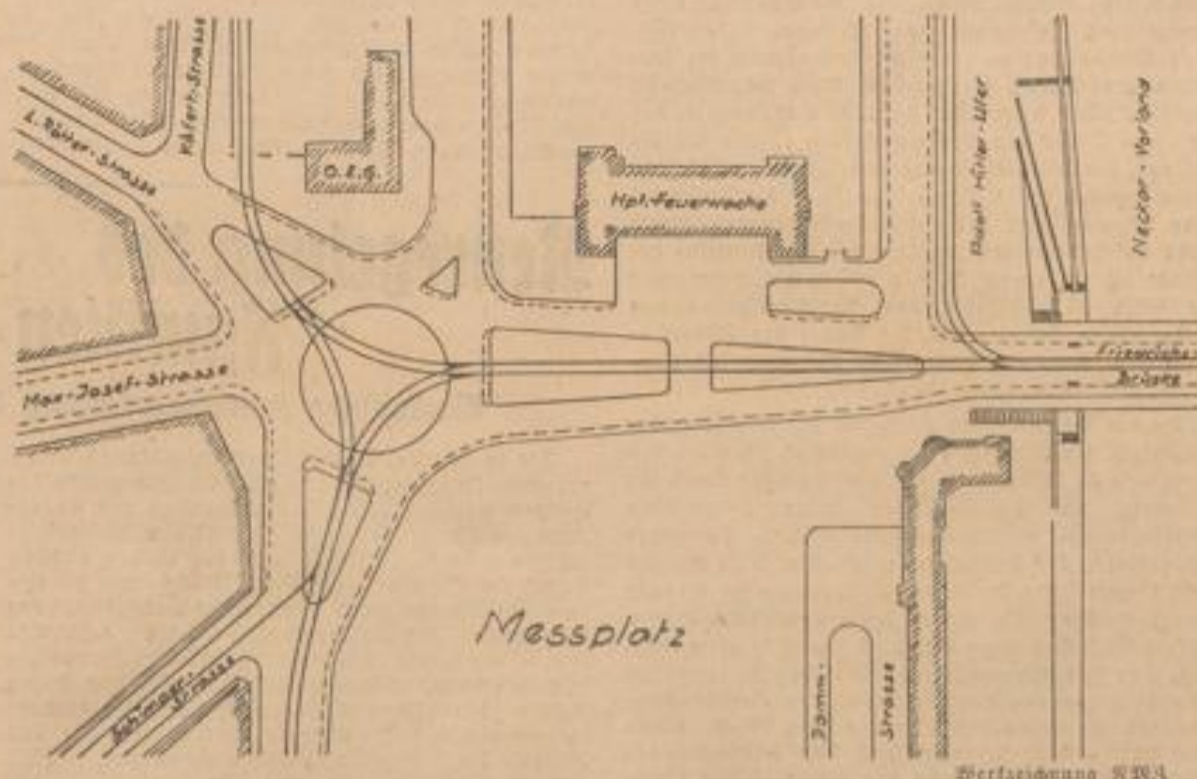 Käfert.-Strasse
L. Rötter-Strasse
O.E.G.
Hpt.-Feuerwache
Adolf Hitler-Ufer
Neckar-Vorland
Max-Josef-Strasse
Friedrichs
Brücke
Messplatz
Strasse
Damm-
Strasse